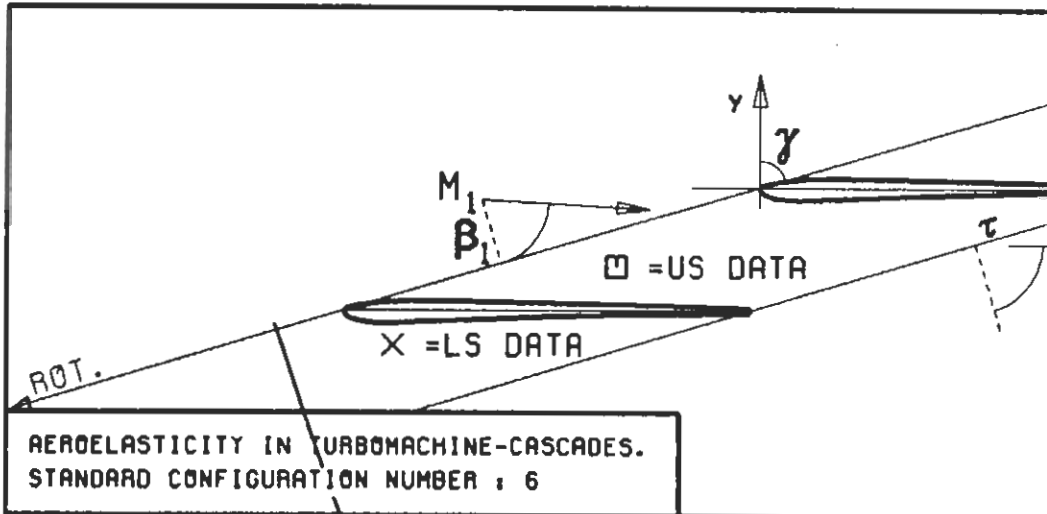 y
γ
M₁
β₁
τ
⊡ =US DATA
× =LS DATA
ROT.
AEROELASTICITY IN TURBOMACHINE-CASCADES.
STANDARD CONFIGURATION NUMBER : 6